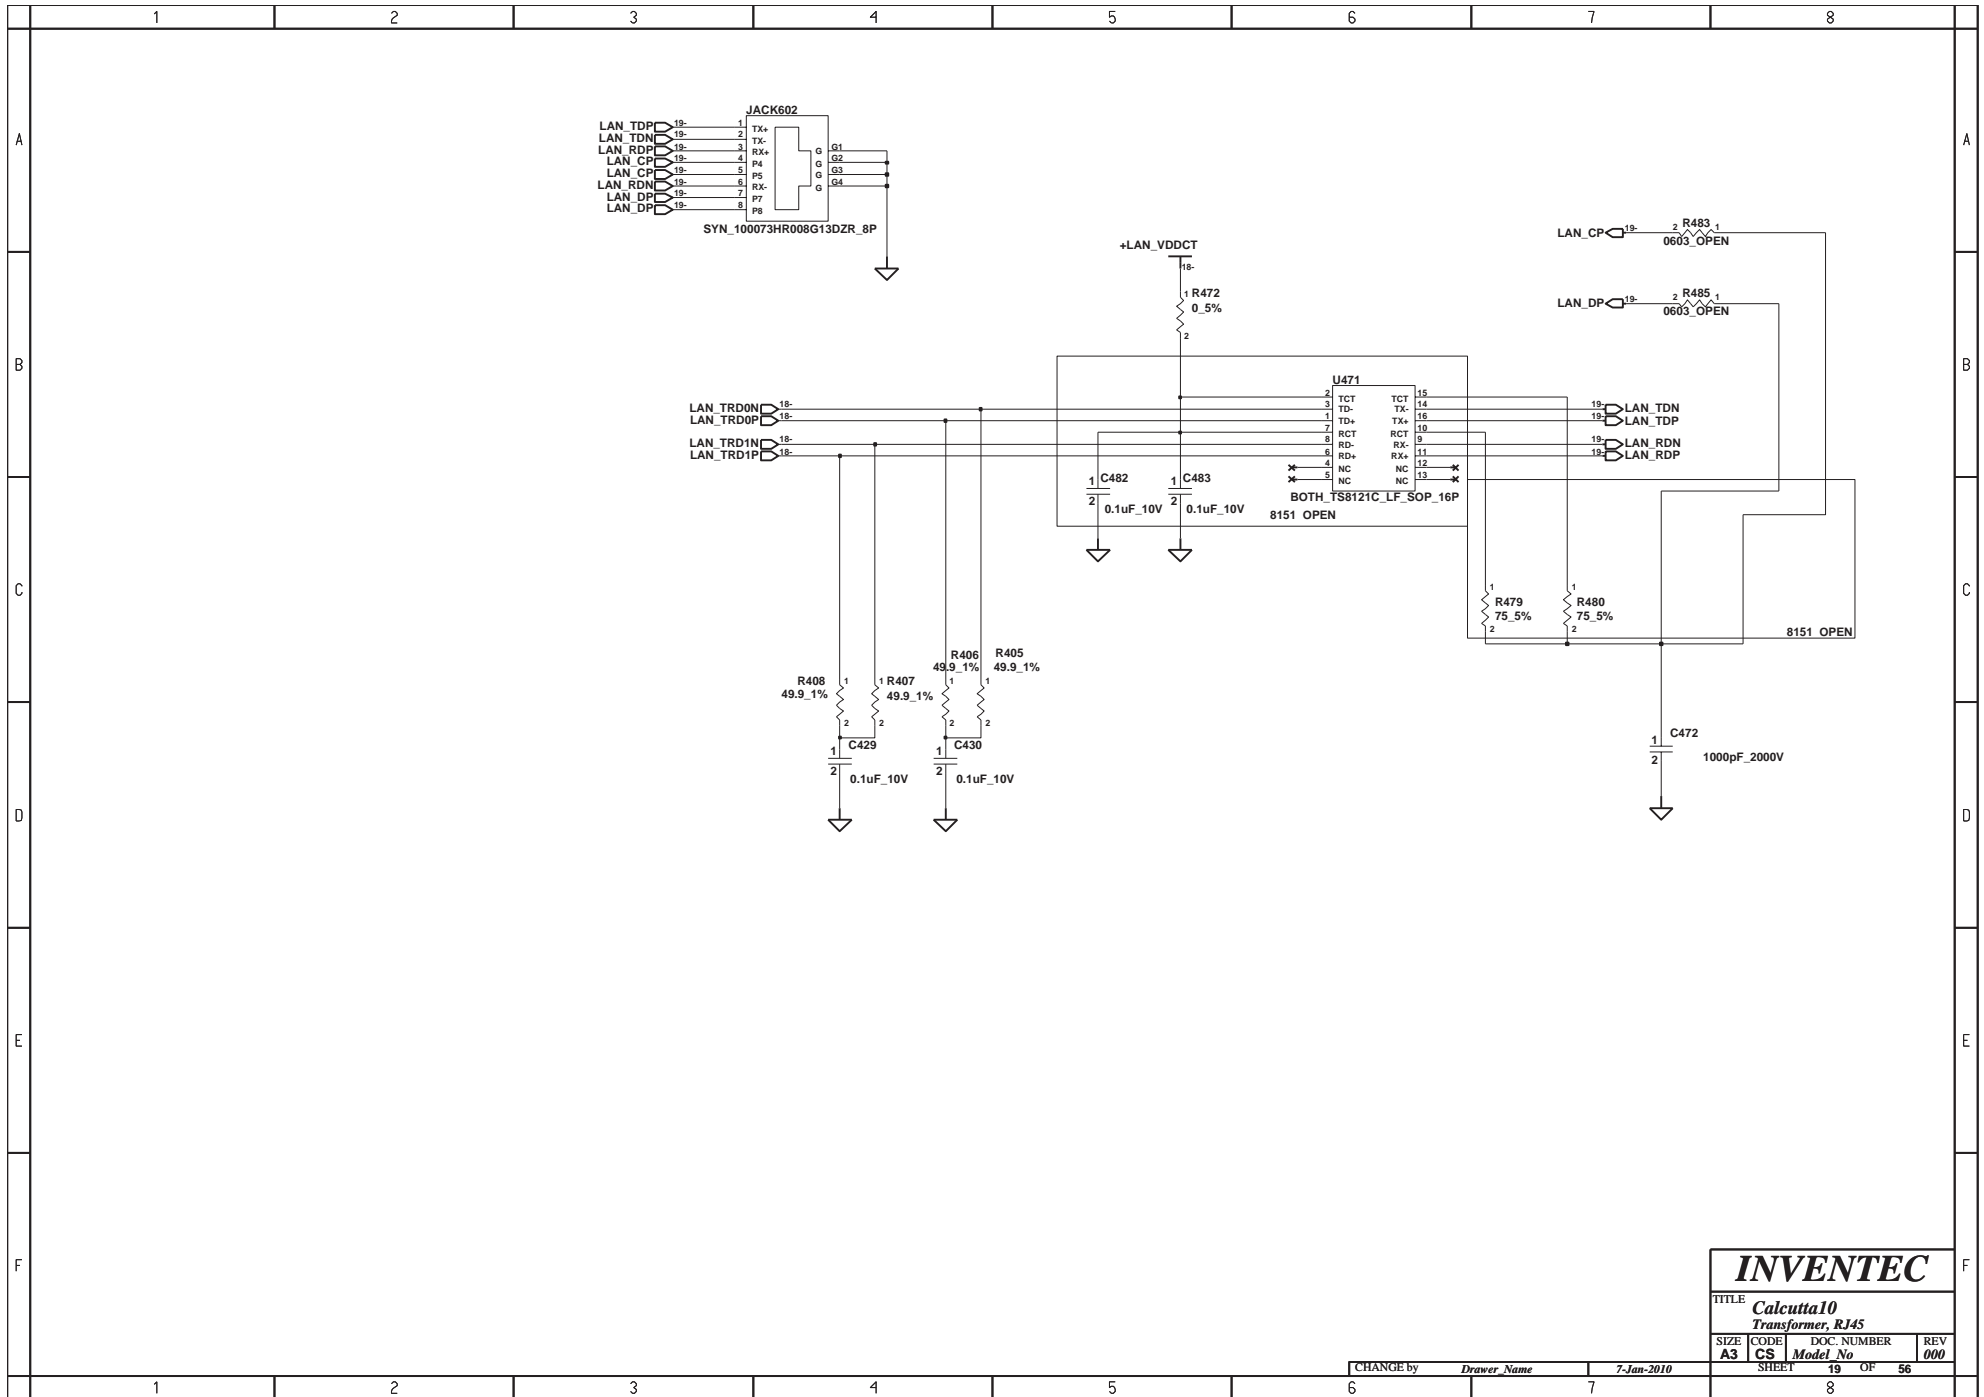 1 2 3 4 5 6 7 8
A A
B B
C C
D D
E E
F F
JACK602
LAN_TDP 19- 1 TX+
LAN_TDN 19- 2 TX-
LAN_RDP 19- 3 RX+ G G1
LAN_CP 19- 4 P4 G G2
LAN_CP 19- 5 P5 G G3
LAN_RDN 19- 6 RX- G G4
LAN_DP 19- 7 P7
LAN_DP 19- 8 P8
SYN_100073HR008G13DZR_8P
LAN_CP 19- 2 R483 1
0603_OPEN
LAN_DP 19- 2 R485 1
0603_OPEN
+LAN_VDDCT
18-
1 R472
0_5%
2
U471
2 TCT TCT 15
LAN_TRD0N 18- 3 TD- TX- 14 19- LAN_TDN
LAN_TRD0P 18- 1 TD+ TX+ 16 19- LAN_TDP
7 RCT RCT 10
LAN_TRD1N 18- 8 RD- RX- 9 19- LAN_RDN
LAN_TRD1P 18- 6 RD+ RX+ 11 19- LAN_RDP
4 NC NC 12
5 NC NC 13
BOTH_TS8121C_LF_SOP_16P
8151 OPEN
1 C482
2 0.1uF_10V
1 C483
2 0.1uF_10V
1
R479
75_5%
2
1
R480
75_5%
2
8151 OPEN
R408 1
49.9_1%
2
1 R407
49.9_1%
2
R406
49.9_1%
1
2
R405
49.9_1%
1
2
C429
1
2
0.1uF_10V
C430
1
2
0.1uF_10V
C472
1
2
1000pF_2000V
INVENTEC
TITLE
Calcutta10
Transformer, RJ45
SIZE CODE DOC. NUMBER REV
A3 CS Model_No 000
CHANGE by Drawer_Name 7-Jan-2010 SHEET 19 OF 56
1 2 3 4 5 6 7 8